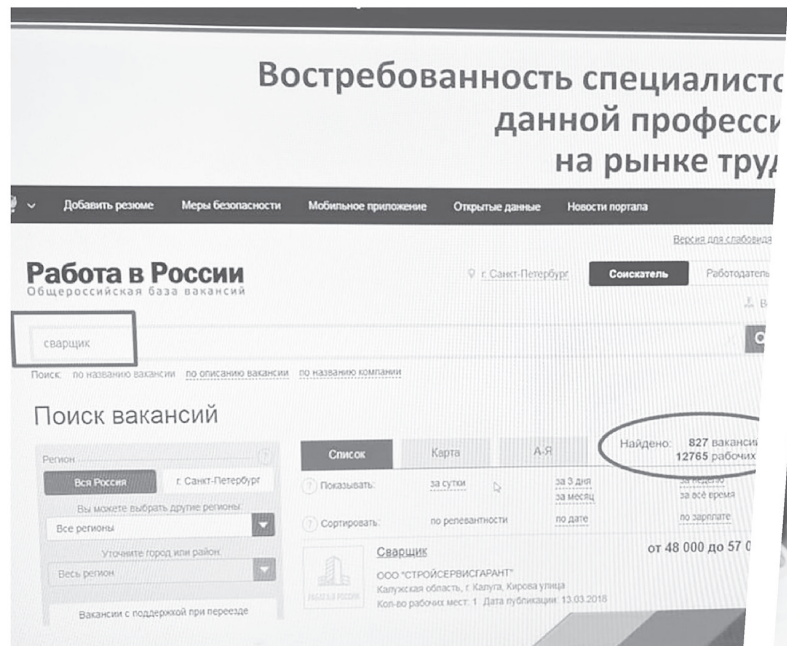 Востребованность специалисто
данной професси
на рынке труд
Добавить резюме Меры безопасности Мобильное приложение Открытые данные Новости портала
Версия для слабовидя
Работа в России
Общероссийская база вакансий
г. Санкт-Петербург Соискатель Работодатель
В
сварщик
Поиск: по названию вакансии по описанию вакансии по названию компании
Поиск вакансий
Найдено: 827 вакансий
12765 рабочих
Список Карта А-Я
Регион
Вся Россия г. Санкт-Петербург
Показывать: за сутки за 3 дня за неделю
за месяц за всё время
Вы можете выбрать другие регионы:
Все регионы
Сортировать: по релевантности по дате по зарплате
Уточните город или район:
Весь регион
Сварщик от 48 000 до 57 0
ООО "СТРОЙСЕРВИСГАРАНТ"
Калужская область, г. Калуга, Кирова улица
Кол-во рабочих мест: 1 Дата публикации: 13.03.2018
РАБОТА В РОССИИ
Вакансии с поддержкой при переезде